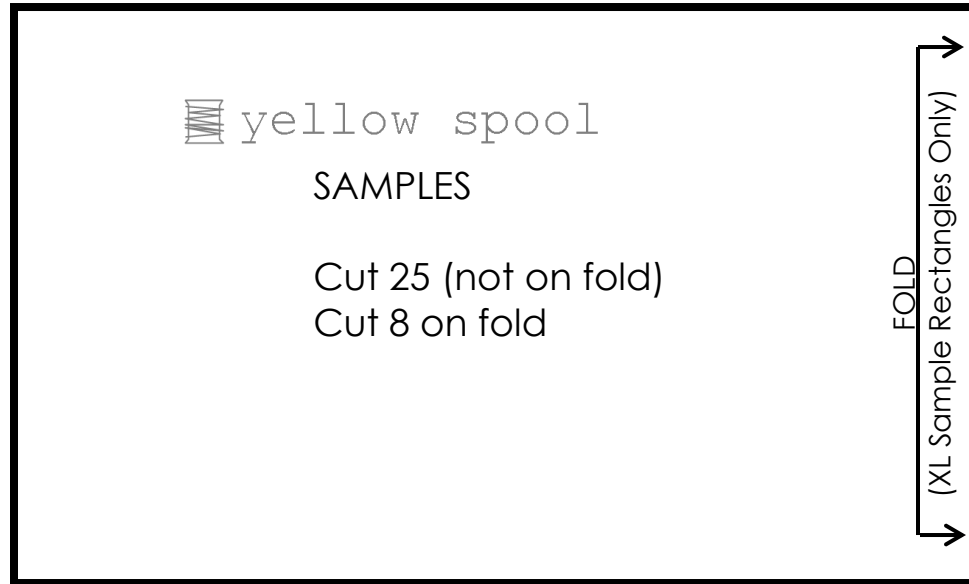 yellow spool
SAMPLES
Cut 25 (not on fold)
Cut 8 on fold
FOLD
(XL Sample Rectangles Only)